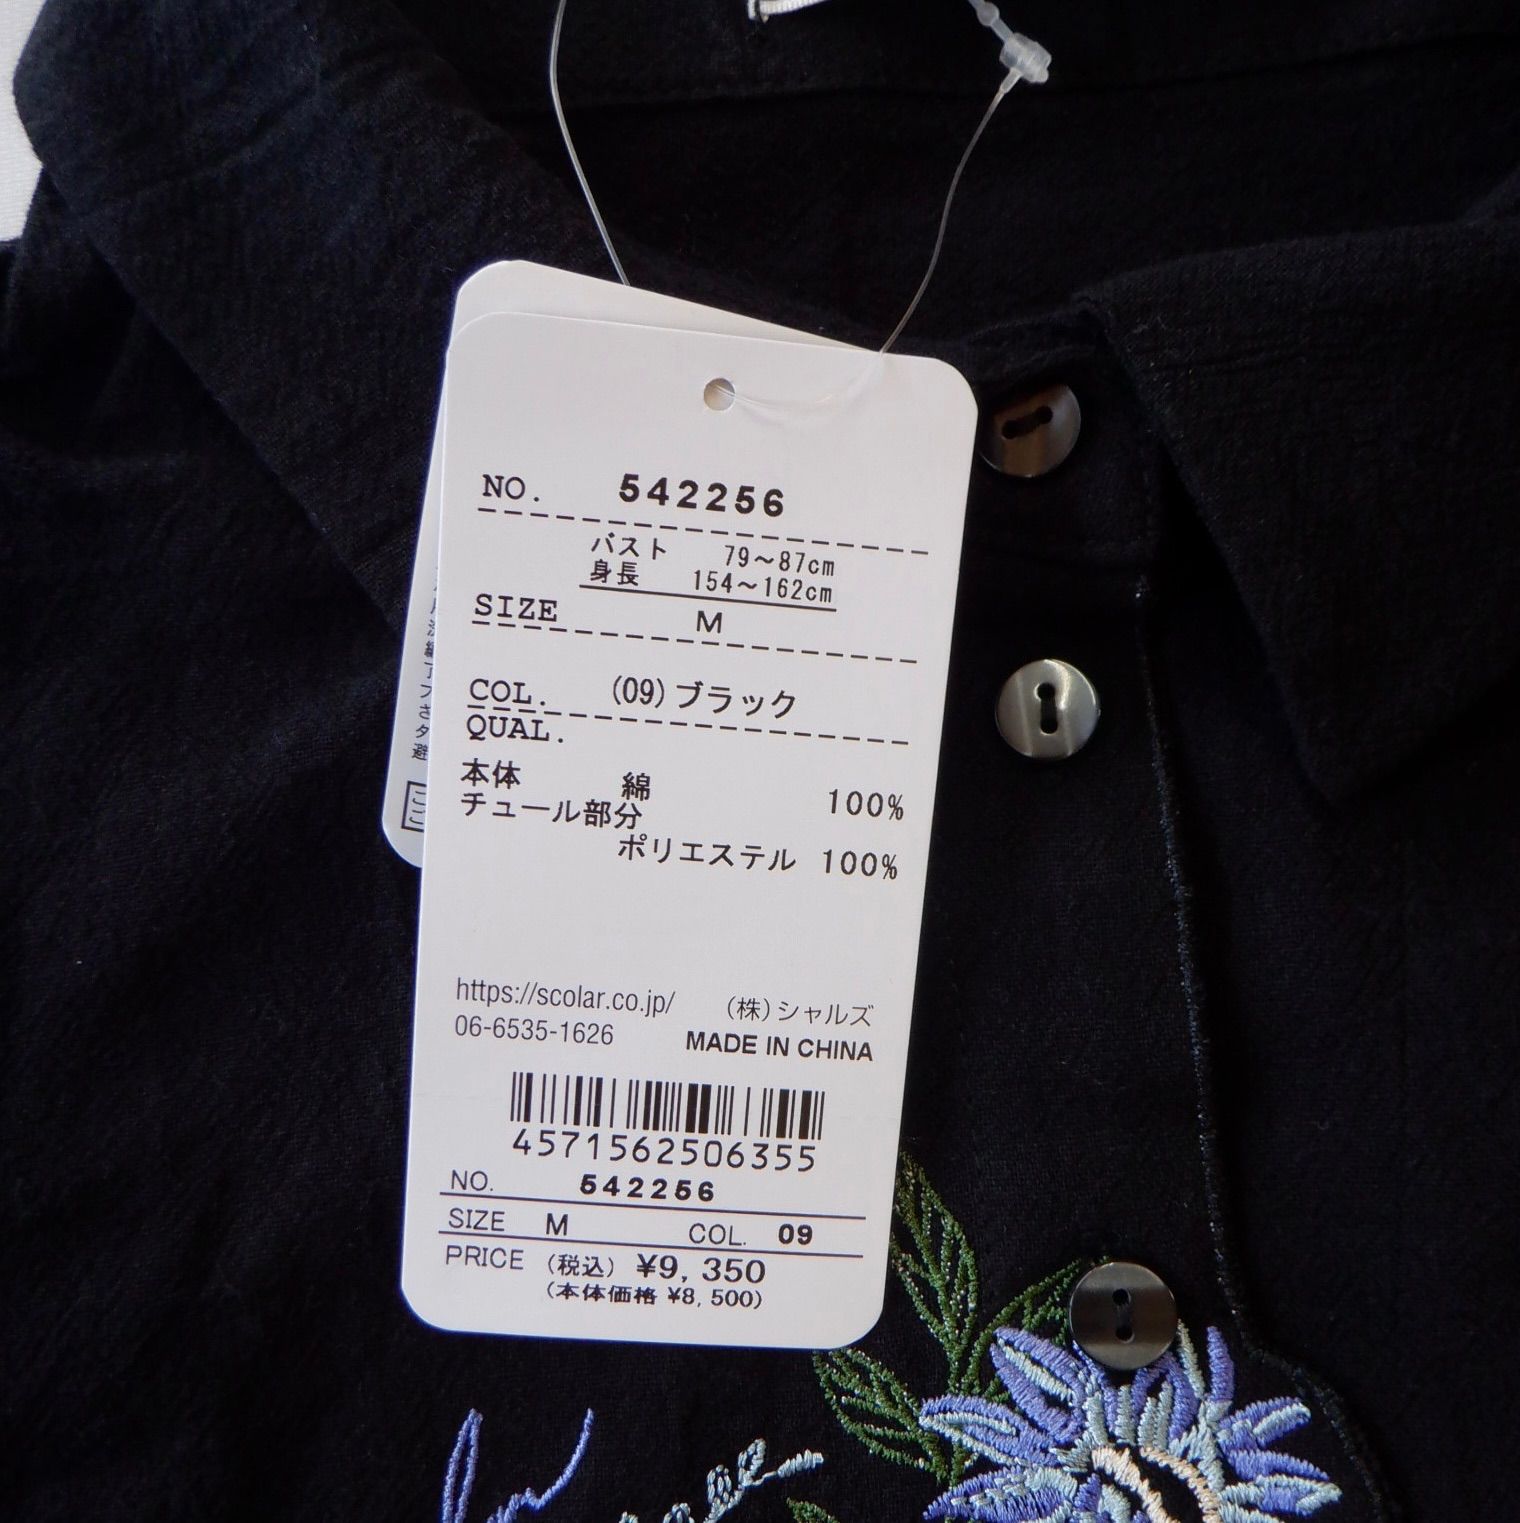 NO. 542256
バスト 79～87cm
身長 154～162cm
SIZE M
COL. (09)ブラック
QUAL.
本体 綿 100%
チュール部分
ポリエステル 100%
https://scolar.co.jp/ (株)シャルズ
06-6535-1626 MADE IN CHINA
4571562506355
NO. 542256
SIZE M COL. 09
PRICE (税込) ¥9,350
(本体価格 ¥8,500)